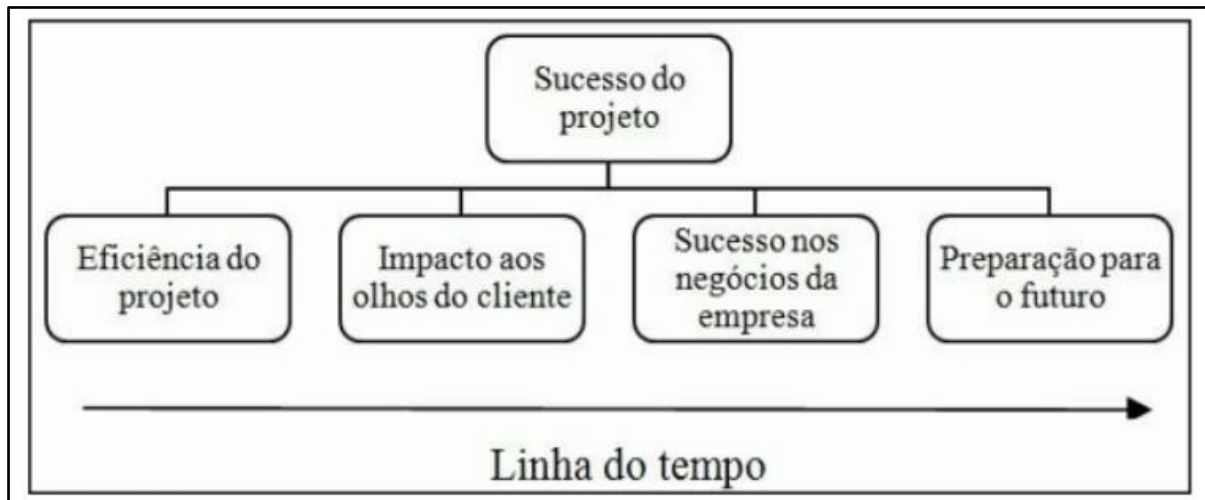 Sucesso do
projeto
Eficiência do
projeto
Impacto aos
olhos do cliente
Sucesso nos
negócios da
empresa
Preparação para
o futuro
Linha do tempo